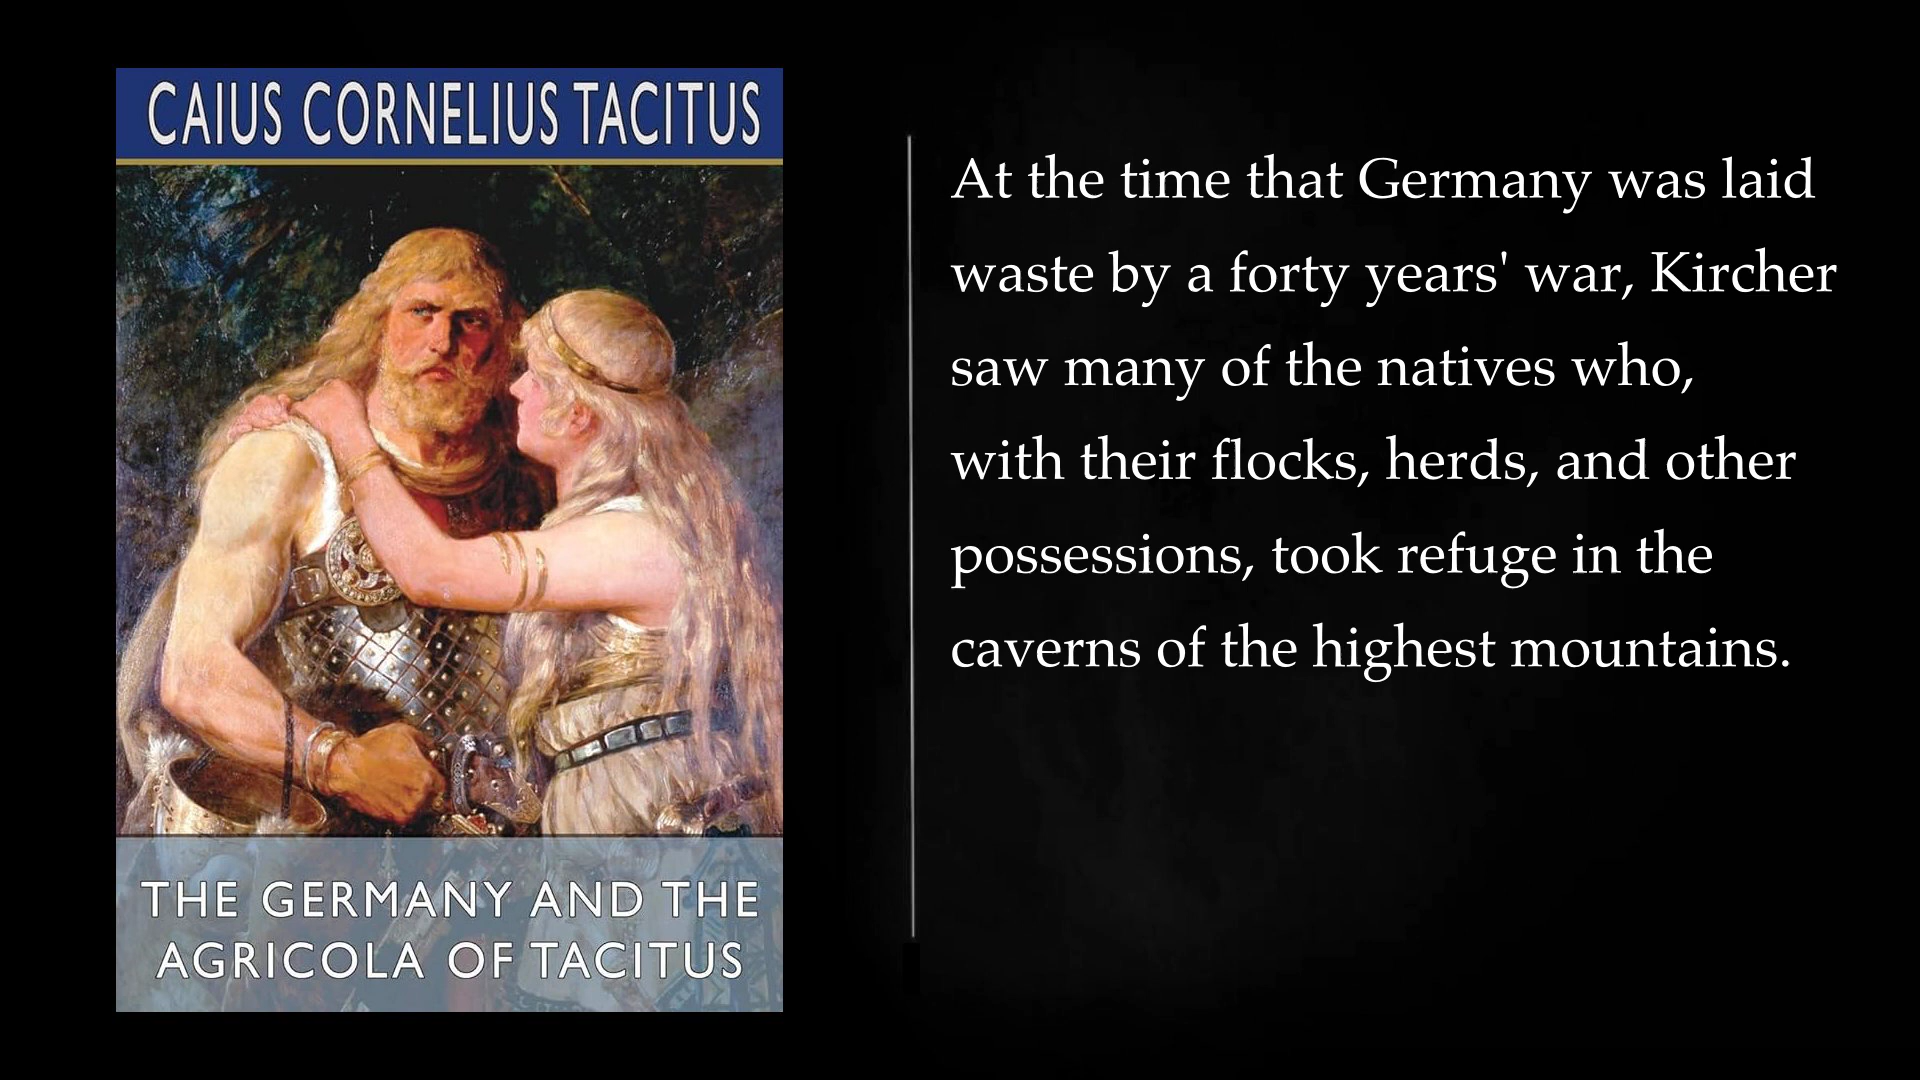 CAIUS CORNELIUS TACITUS
THE GERMANY AND THE
AGRICOLA OF TACITUS
At the time that Germany was laid
waste by a forty years' war, Kircher
saw many of the natives who,
with their flocks, herds, and other
possessions, took refuge in the
caverns of the highest mountains.